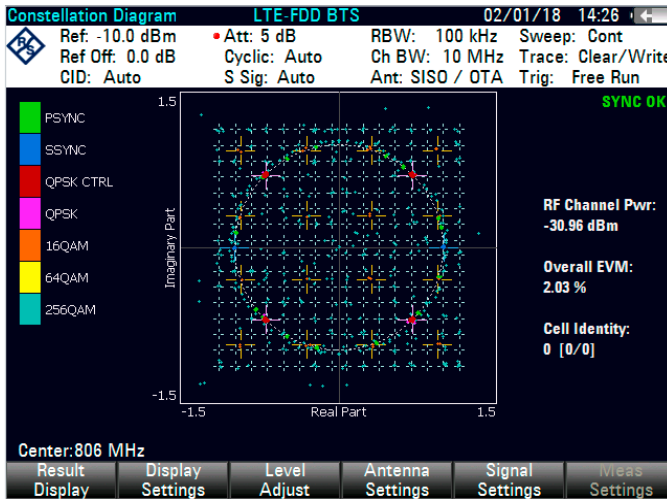 Constellation Diagram LTE-FDD BTS 02/01/18 14:26
R&S Ref: -10.0 dBm Att: 5 dB RBW: 100 kHz Sweep: Cont
Ref Off: 0.0 dB Cyclic: Auto Ch BW: 10 MHz Trace: Clear/Write
CID: Auto S Sig: Auto Ant: SISO / OTA Trig: Free Run
1.5 SYNC OK
PSYNC
SSYNC
QPSK CTRL
QPSK
16QAM
64QAM
256QAM
Imaginary Part
RF Channel Pwr:
-30.96 dBm
Overall EVM:
2.03 %
Cell Identity:
0 [0/0]
-1.5
-1.5 Real Part 1.5
Center:806 MHz
Result Display Level Antenna Signal Meas
Display Settings Adjust Settings Settings Settings